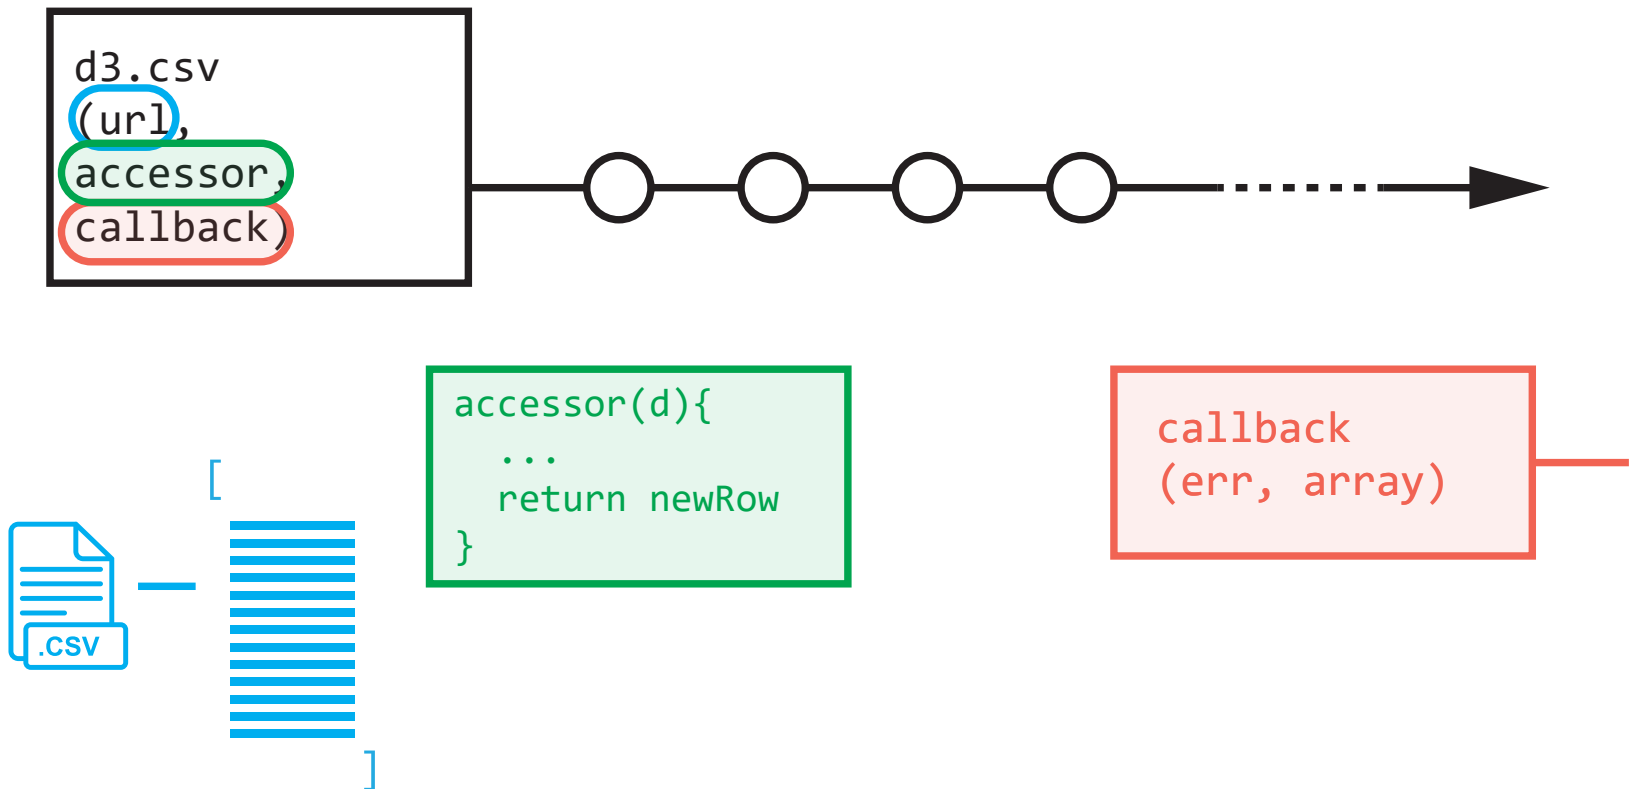 d3.csv
(url,
accessor,
callback)
accessor(d){
...
return newRow
}
callback
(err, array)
[
.CSV
]